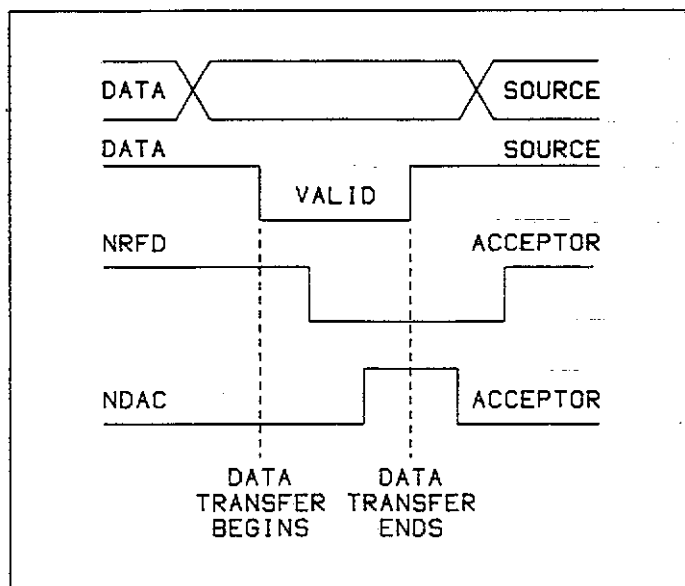 DATA SOURCE
DATA SOURCE
VALID
NRFD ACCEPTOR
NDAC ACCEPTOR
DATA DATA
TRANSFER TRANSFER
BEGINS ENDS